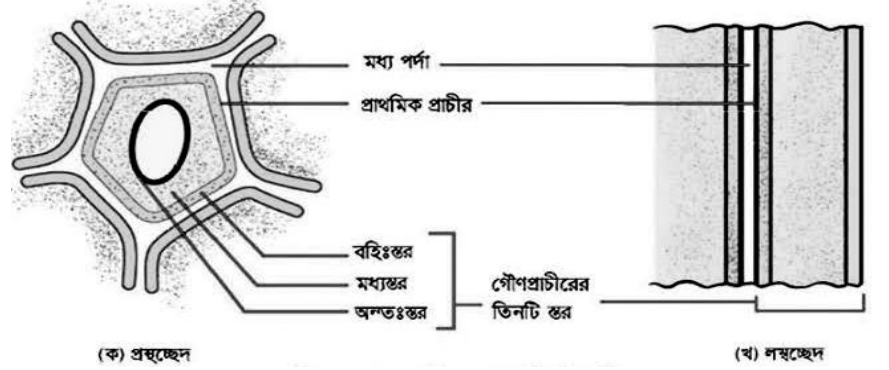 মধ্য পর্দা
প্রাথমিক প্রাচীর
বহিঃস্তর
মধ্যস্তর
অন্তঃস্তর
গৌণপ্রাচীরের
তিনটি স্তর
(ক) প্রস্থচ্ছেদ
(খ) লম্বচ্ছেদ